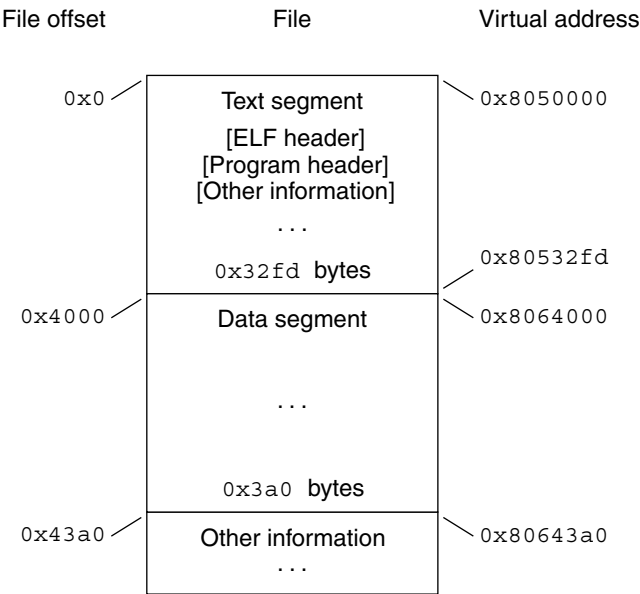 File offset File Virtual address
0x0 Text segment 0x8050000
[ELF header]
[Program header]
[Other information]
...
0x80532fd
0x32fd bytes
0x4000 Data segment 0x8064000
...
0x3a0 bytes
0x43a0 Other information 0x80643a0
...